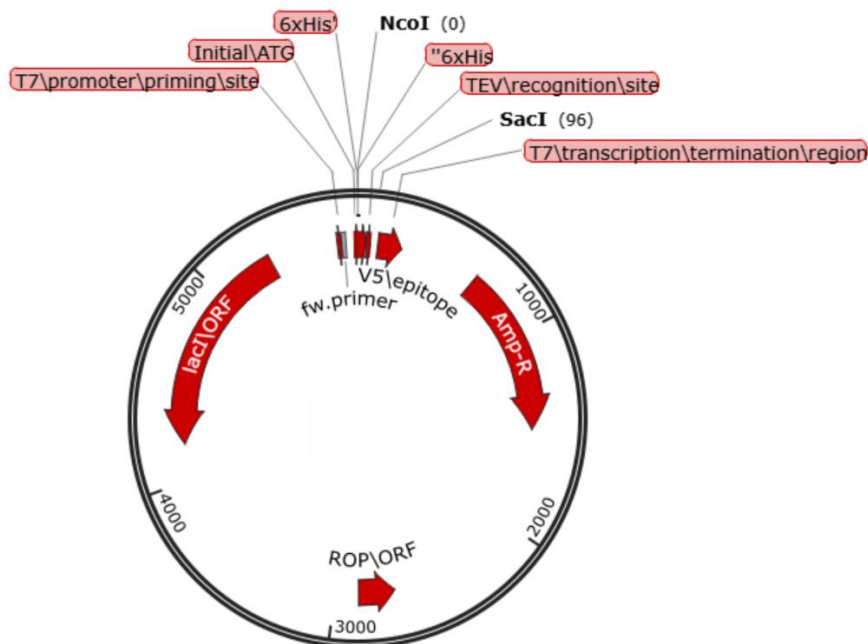 6xHis'
NcoI (0)
Initial\ATG
"6xHis
T7\promoter\priming\site
TEV\recognition\site
SacI (96)
T7\transcription\termination\region
V5\epitope
fw.primer
5000
1000
lacI\ORF
Amp-R
4000
2000
ROP\ORF
3000